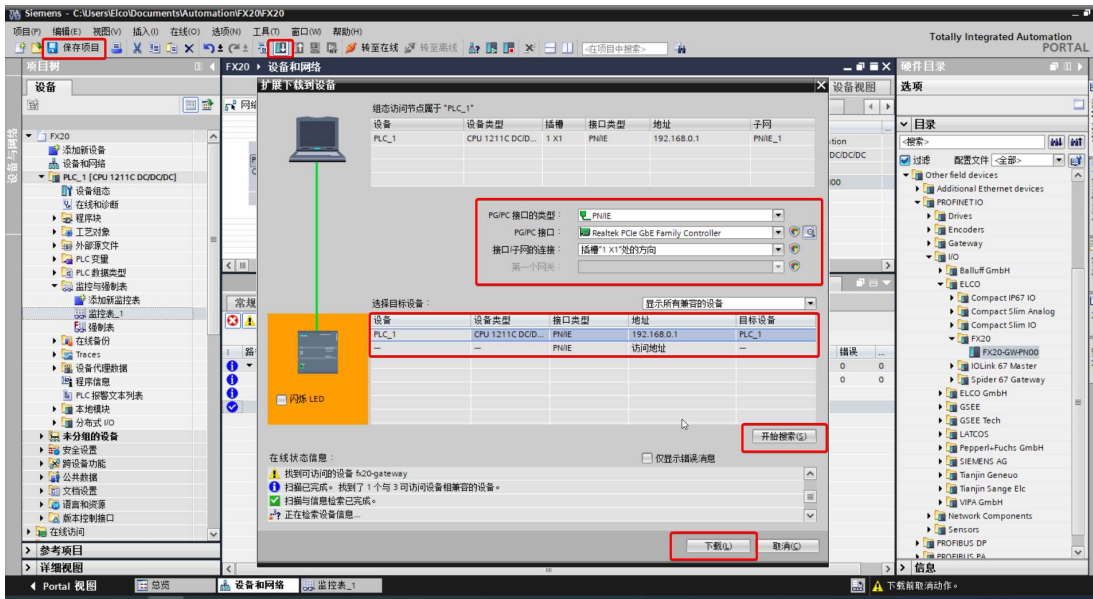 Siemens - C:\Users\Elco\Documents\Automation\FX20\FX20
项目(P) 编辑(E) 视图(V) 插入(I) 在线(O) 选项(N) 工具(T) 窗口(W) 帮助(H)
Totally Integrated Automation
PORTAL
保存项目
转至在线
转至离线
<在项目中搜索>
项目树
设备
FX20
添加新设备
设备和网络
PLC_1 [CPU 1211C DC/DC/DC]
设备组态
在线和诊断
程序块
工艺对象
外部源文件
PLC 变量
PLC 数据类型
监控与强制表
添加新监控表
监控表_1
强制表
在线备份
Traces
设备代理数据
程序信息
PLC 报警文本列表
本地模块
分布式 I/O
未分组的设备
安全设置
跨设备功能
公共数据
文档设置
语言和资源
版本控制接口
在线访问
参考项目
详细视图
设备与网络
FX20 ▸ 设备和网络
设备视图
常规
错误
0 0
0 0
扩展下载到设备
组态访问节点属于 "PLC_1"
设备 设备类型 插槽 接口类型 地址 子网
PLC_1 CPU 1211C DC/D... 1 X1 PN/IE 192.168.0.1 PN/IE_1
PG/PC 接口的类型: PN/IE
PG/PC 接口: Realtek PCIe GbE Family Controller
接口/子网的连接: 插槽"1 X1"处的方向
第一个网关:
选择目标设备: 显示所有兼容的设备
设备 设备类型 接口类型 地址 目标设备
PLC_1 CPU 1211C DC/D... PN/IE 192.168.0.1 PLC_1
— — PN/IE 访问地址 —
闪烁 LED
开始搜索(S)
在线状态信息:
仅显示错误消息
找到可访问的设备 fx20-gateway
扫描已完成。找到了 1 个与 3 可访问设备相兼容的设备。
扫描与信息检索已完成。
正在检索设备信息...
下载(L) 取消(C)
硬件目录
选项
目录
<搜索>
过滤 配置文件 <全部>
Other field devices
Additional Ethernet devices
PROFINET IO
Drives
Encoders
Gateway
I/O
Balluff GmbH
ELCO
Compact IP67 IO
Compact Slim Analog
Compact Slim IO
FX20
FX20-GW-PN00
IOLink 67 Master
Spider 67 Gateway
ELCO GmbH
GSEE
GSEE Tech
LATCOS
Pepperl+Fuchs GmbH
SIEMENS AG
Tianjin Geneuo
Tianjin Sange Elc
VIPA GmbH
Network Components
Sensors
PROFIBUS DP
PROFIBUS PA
信息
Portal 视图 总览 设备和网络 监控表_1
下载前取消动作。